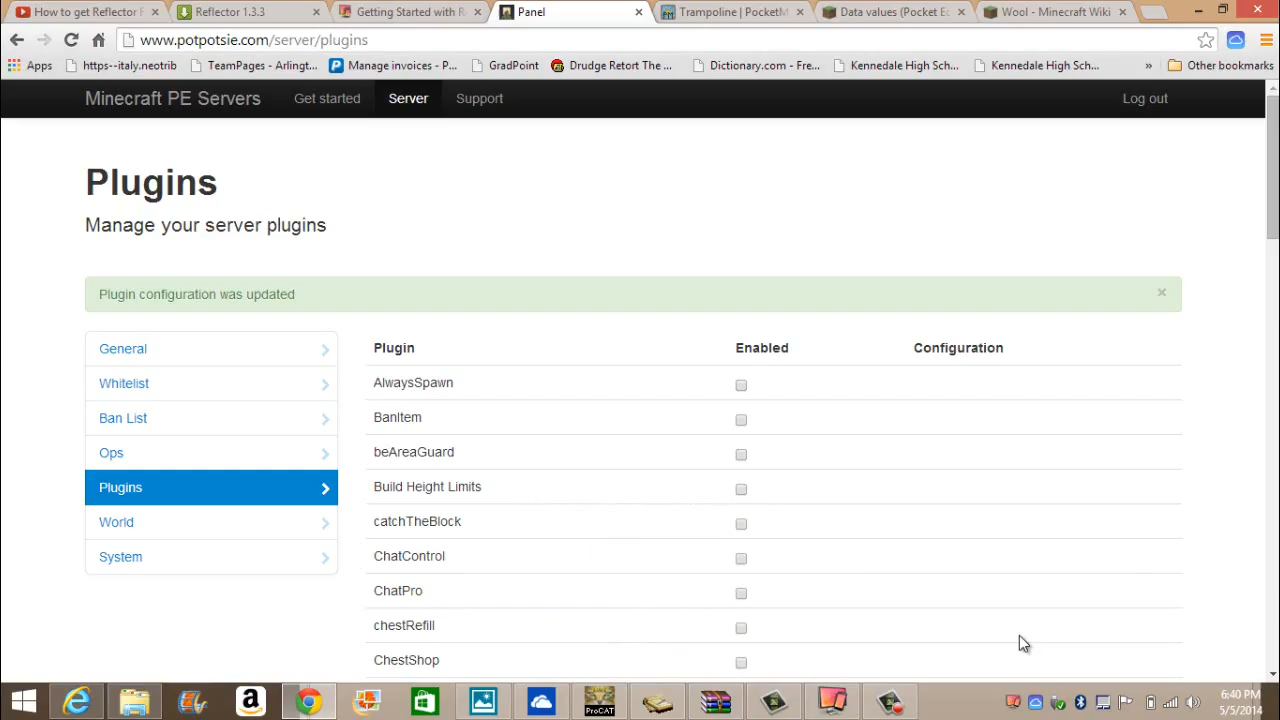 How to get Reflector F
Reflector 1.3.3
Getting Started with R
Panel
Trampoline | PocketM
Data values (Pocket Ec
Wool - Minecraft Wiki
www.potpotsie.com/server/plugins
Apps
https--italy.neotrib
TeamPages - Arlingt...
Manage invoices - P...
GradPoint
Drudge Retort The ...
Dictionary.com - Fre...
Kennedale High Sch...
Kennedale High Sch...
»
Other bookmarks
Minecraft PE Servers
Get started
Server
Support
Log out
Plugins
Manage your server plugins
Plugin configuration was updated
×
General
Whitelist
Ban List
Ops
Plugins
World
System
Plugin Enabled Configuration
AlwaysSpawn
BanItem
beAreaGuard
Build Height Limits
catchTheBlock
ChatControl
ChatPro
chestRefill
ChestShop
ProCAT
6:40 PM
5/5/2014